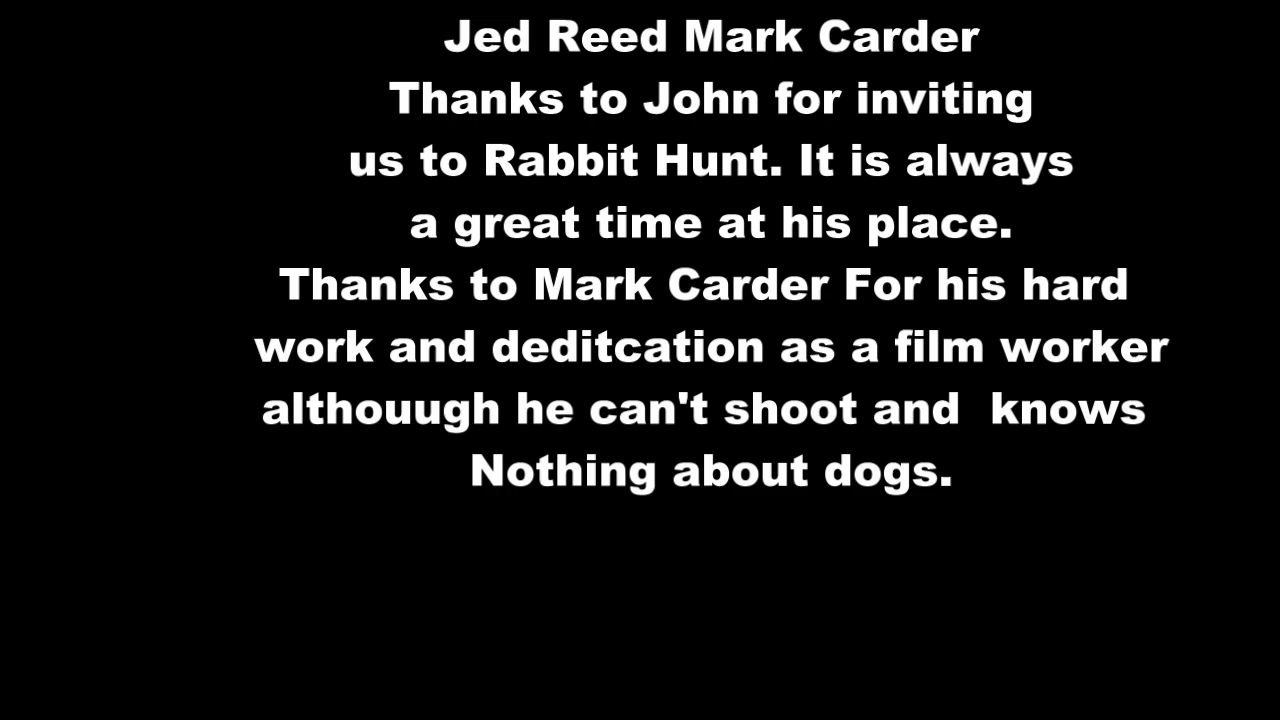 Jed Reed Mark Carder
Thanks to John for inviting
us to Rabbit Hunt. It is always
a great time at his place.
Thanks to Mark Carder For his hard
work and deditcation as a film worker
althouugh he can't shoot and  knows
Nothing about dogs.